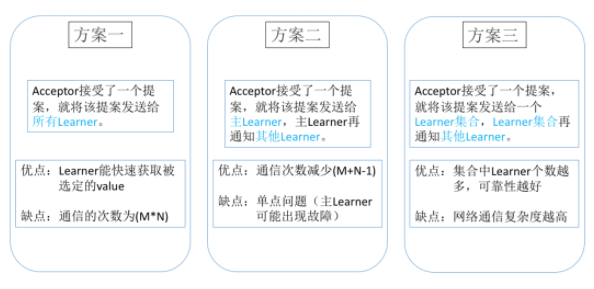 方案一
Acceptor接受了一个提
案，就将该提案发送给
所有Learner。
优点：Learner能快速获取被
选定的value
缺点：通信的次数为(M*N)
方案二
Acceptor接受了一个提
案，就将该提案发送给
主Learner，主Learner再
通知其他Learner。
优点：通信次数减少(M+N-1)
缺点：单点问题（主Learner
可能出现故障）
方案三
Acceptor接受了一个提案，
就将该提案发送给一个
Learner集合，Learner集合再
通知其他Learner。
优点：集合中Learner个数越
多，可靠性越好
缺点：网络通信复杂度越高